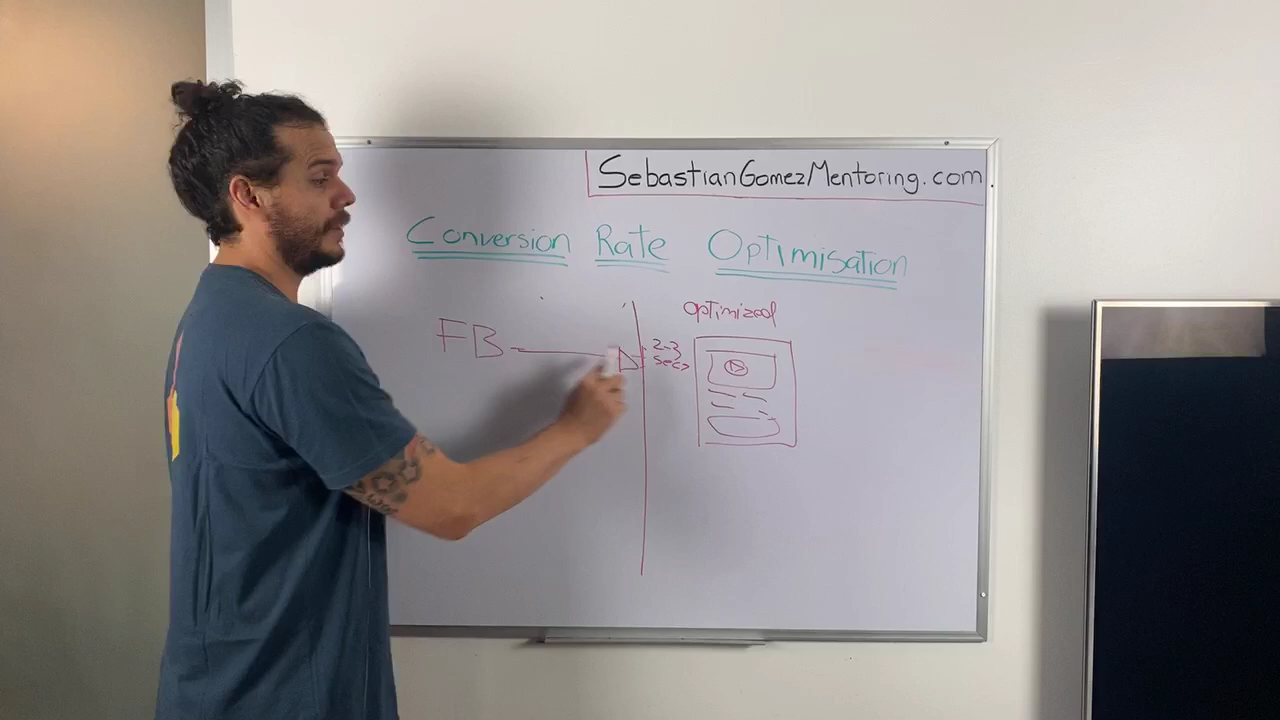 SebastianGomezMentoring.com
Conversion Rate Optimisation
optimized
FB
2-3
Secs